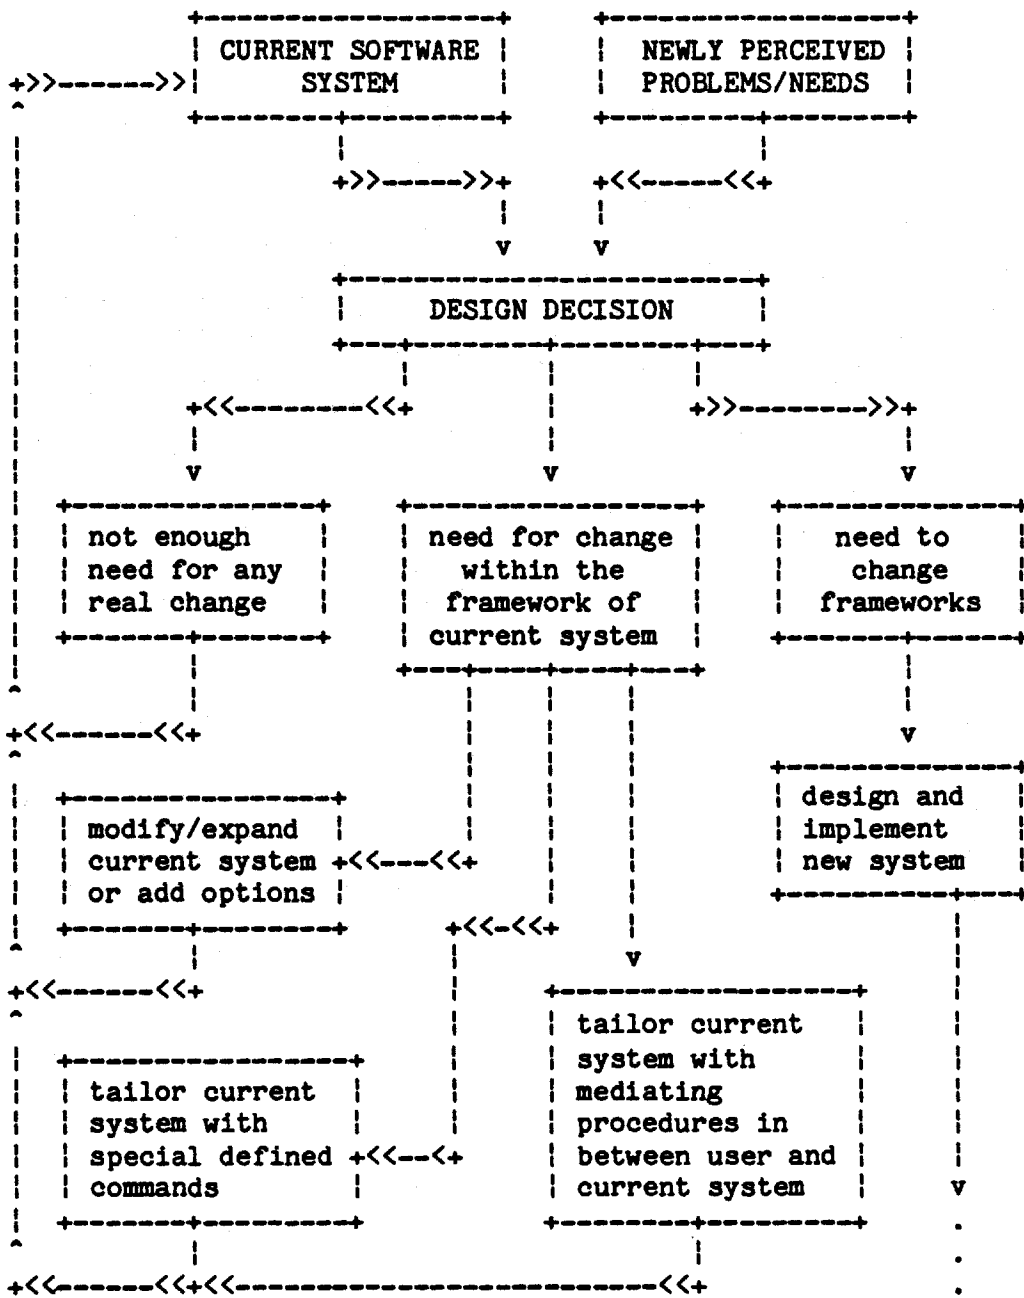 CURRENT SOFTWARE
SYSTEM
NEWLY PERCEIVED
PROBLEMS/NEEDS
DESIGN DECISION
not enough
need for any
real change
need for change
within the
framework of
current system
need to
change
frameworks
modify/expand
current system
or add options
design and
implement
new system
tailor current
system with
special defined
commands
tailor current
system with
mediating
procedures in
between user and
current system